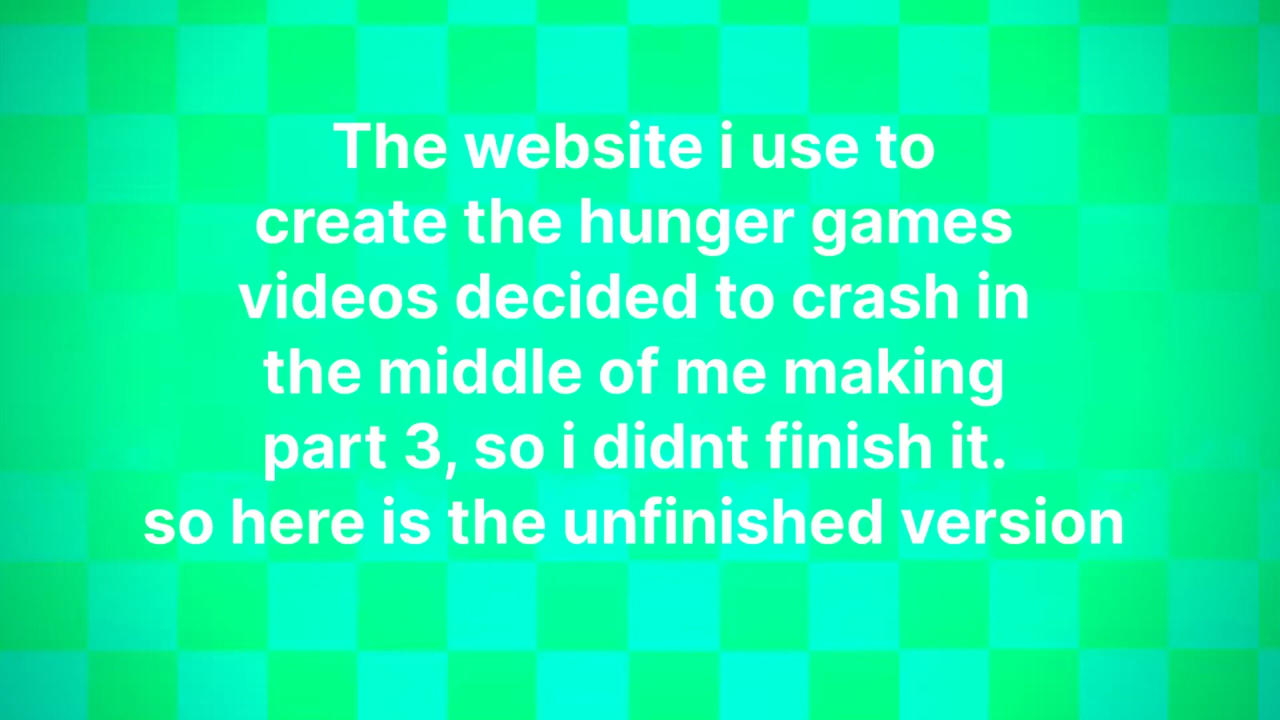 The website i use to
create the hunger games
videos decided to crash in
the middle of me making
part 3, so i didnt finish it.
so here is the unfinished version